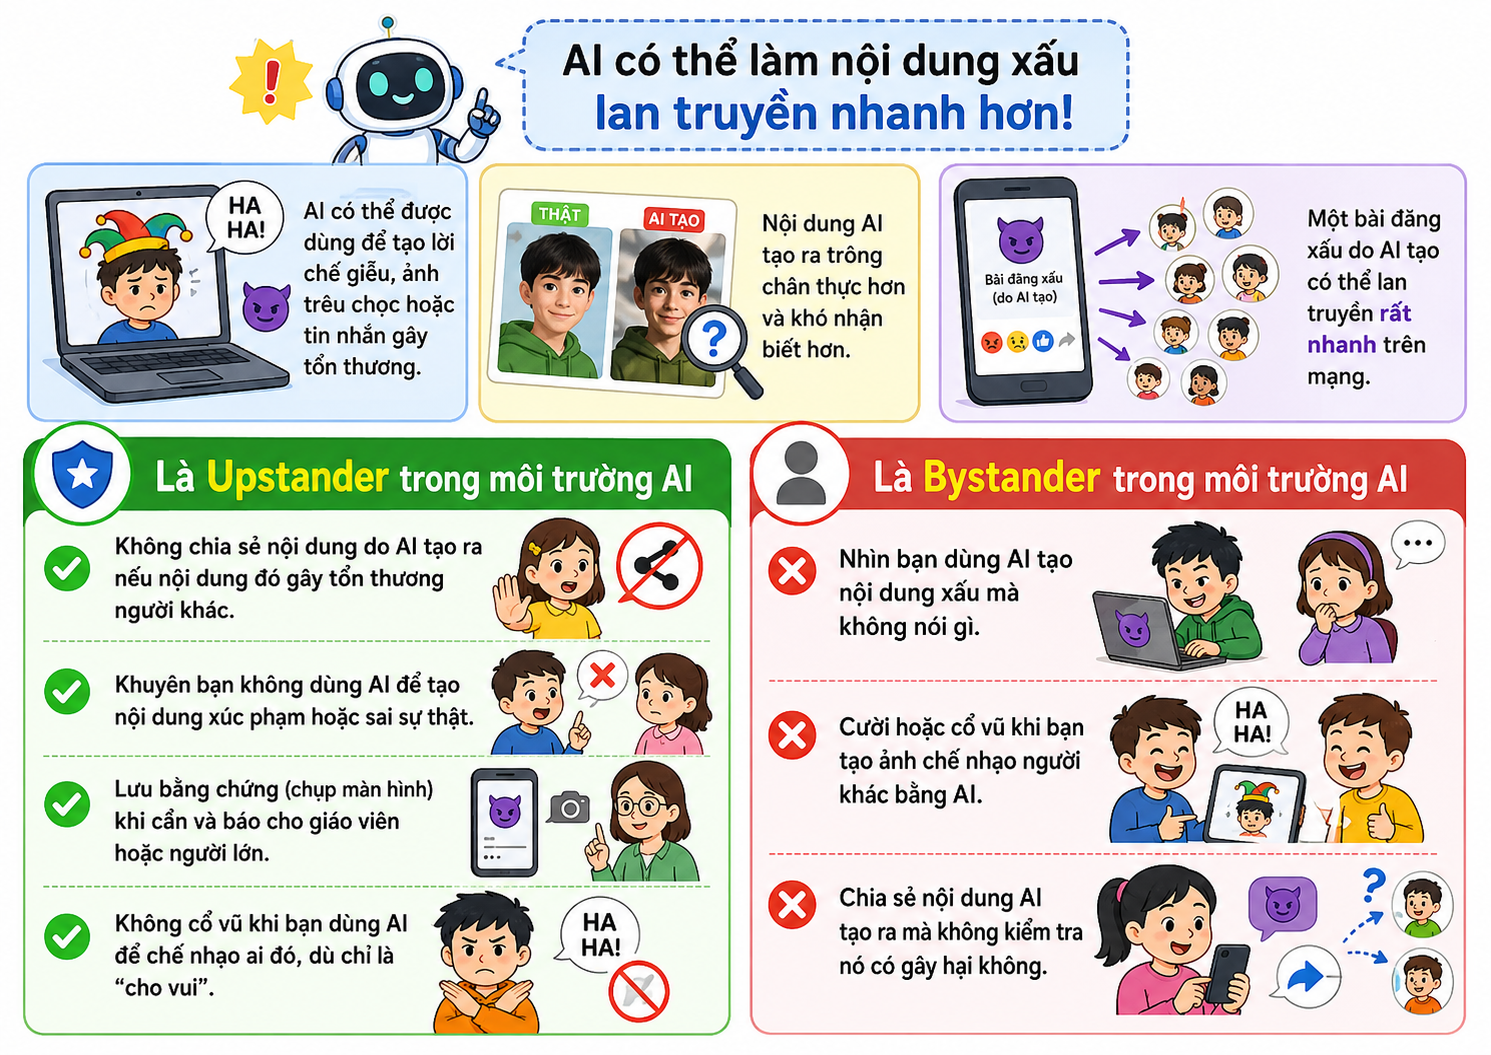 AI có thể làm nội dung xấu
lan truyền nhanh hơn!
HA
HA!
AI có thể được
dùng để tạo lời
chế giễu, ảnh
trêu chọc hoặc
tin nhắn gây
tổn thương.
THẬT
AI TẠO
?
Nội dung AI
tạo ra trông
chân thực hơn
và khó nhận
biết hơn.
Bài đăng xấu
(do AI tạo)
Một bài đăng
xấu do AI tạo
có thể lan
truyền rất
nhanh trên
mạng.
Là Upstander trong môi trường AI
Không chia sẻ nội dung do AI tạo ra
nếu nội dung đó gây tổn thương
người khác.
Khuyên bạn không dùng AI để tạo
nội dung xúc phạm hoặc sai sự thật.
Lưu bằng chứng (chụp màn hình)
khi cần và báo cho giáo viên
hoặc người lớn.
Không cổ vũ khi bạn dùng AI
để chế nhạo ai đó, dù chỉ là
“cho vui”.
HA
HA!
Là Bystander trong môi trường AI
Nhìn bạn dùng AI tạo
nội dung xấu mà
không nói gì.
...
Cười hoặc cổ vũ khi bạn
tạo ảnh chế nhạo người
khác bằng AI.
HA
HA!
Chia sẻ nội dung AI
tạo ra mà không kiểm tra
nó có gây hại không.
?